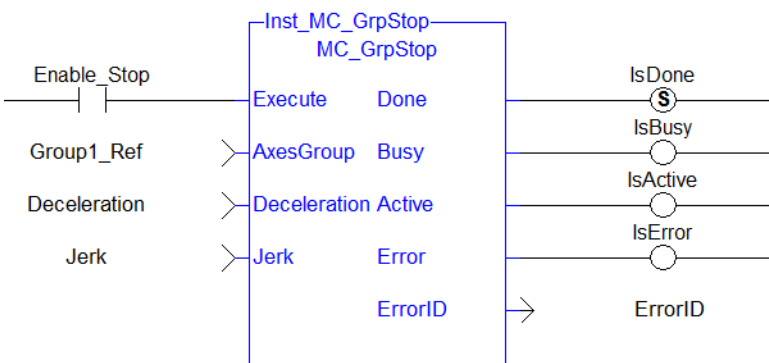 Inst_MC_GrpStop
MC_GrpStop
Enable_Stop
IsDone
Execute Done
S
IsBusy
Group1_Ref
AxesGroup Busy
IsActive
Deceleration
Deceleration Active
IsError
Jerk
Jerk Error
ErrorID
ErrorID